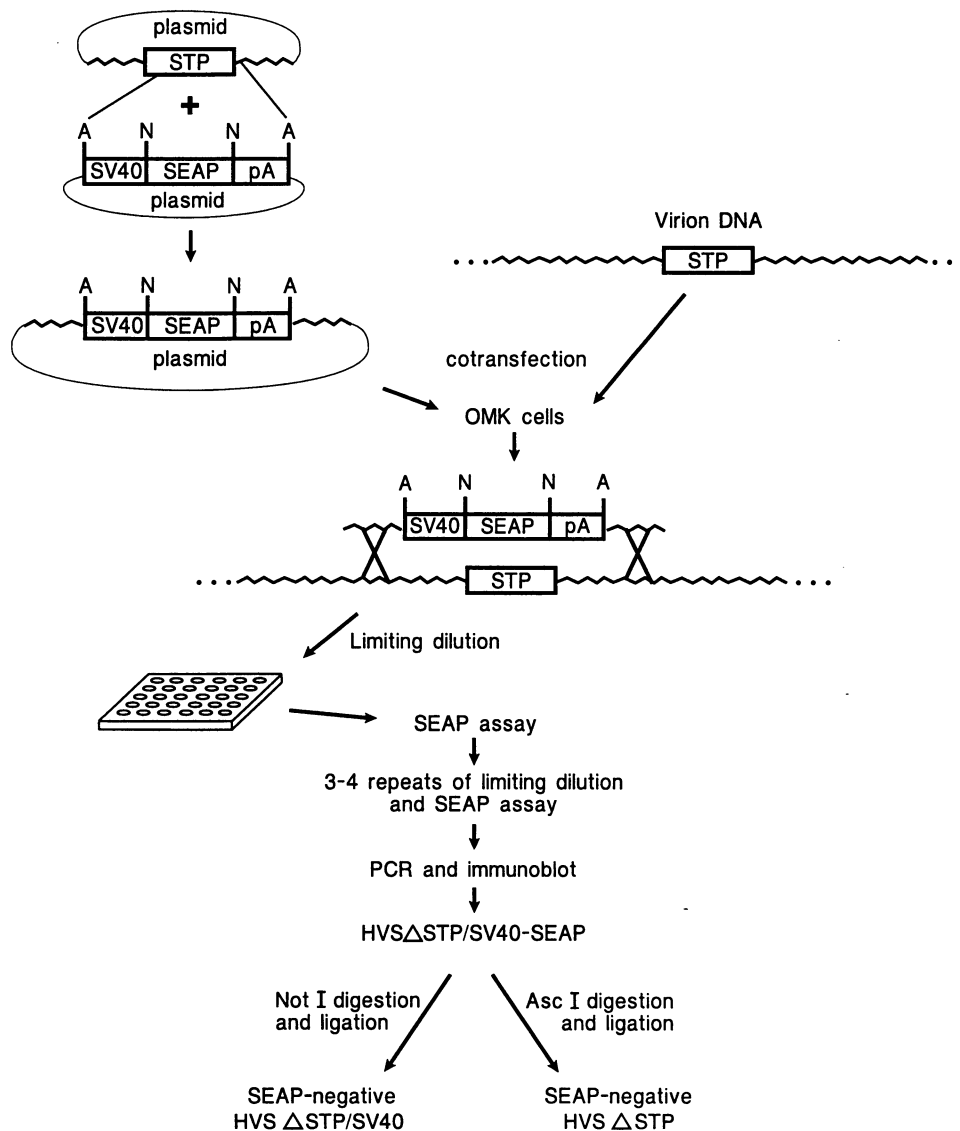 plasmid
STP
+
A N N A
SV40 SEAP pA
plasmid
Virion DNA
... STP ...
A N N A
SV40 SEAP pA
plasmid
cotransfection
OMK cells
A N N A
SV40 SEAP pA
... STP ...
Limiting dilution
SEAP assay
3-4 repeats of limiting dilution
and SEAP assay
PCR and immunoblot
HVS△STP/SV40-SEAP
Not I digestion
and ligation
Asc I digestion
and ligation
SEAP-negative
HVS △STP/SV40
SEAP-negative
HVS △STP